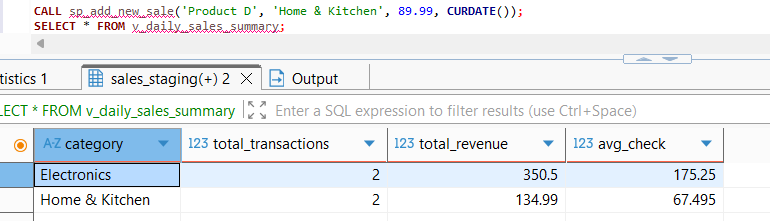 CALL sp_add_new_sale('Product D', 'Home & Kitchen', 89.99, CURDATE());
SELECT * FROM v_daily_sales_summary;
tistics 1 sales_staging(+) 2 Output
LECT * FROM v_daily_sales_summary Enter a SQL expression to filter results (use Ctrl+Space)
A-Z category 123 total_transactions 123 total_revenue 123 avg_check
Electronics 2 350.5 175.25
Home & Kitchen 2 134.99 67.495